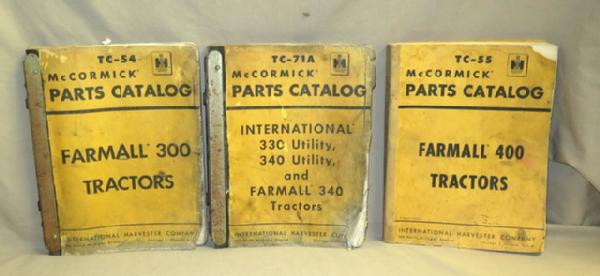 TC-54
McCORMICK
PARTS CATALOG
FARMALL 300
TRACTORS
INTERNATIONAL HARVESTER COMPANY
TC-71A
McCORMICK
PARTS CATALOG
INTERNATIONAL
330 Utility,
340 Utility,
and
FARMALL 340
Tractors
INTERNATIONAL HARVESTER
TC-55
McCORMICK
PARTS CATALOG
FARMALL 400
TRACTORS
INTERNATIONAL HARVESTER COMPANY